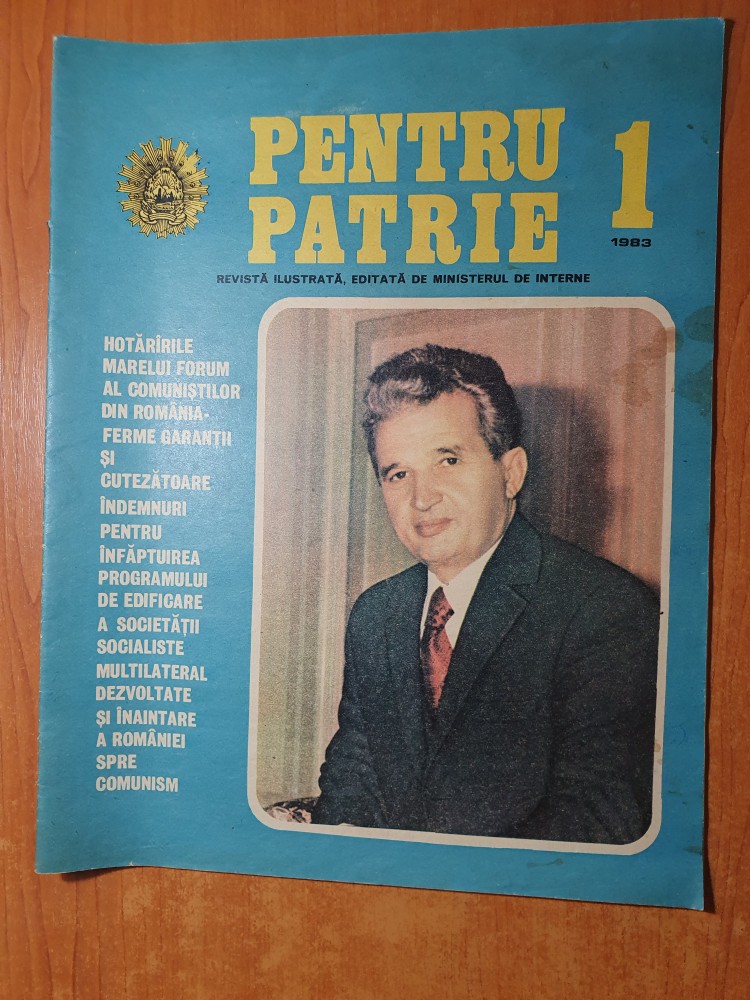 PENTRU
PATRIE
1
1983
REVISTĂ ILUSTRATĂ, EDITATĂ DE MINISTERUL DE INTERNE
HOTĂRÎRILE
MARELUI FORUM
AL COMUNIȘTILOR
DIN ROMÂNIA-
FERME GARANȚII
ȘI
CUTEZĂTOARE
ÎNDEMNURI
PENTRU
ÎNFĂPTUIREA
PROGRAMULUI
DE EDIFICARE
A SOCIETĂȚII
SOCIALISTE
MULTILATERAL
DEZVOLTATE
ȘI ÎNAINTARE
A ROMÂNIEI
SPRE
COMUNISM